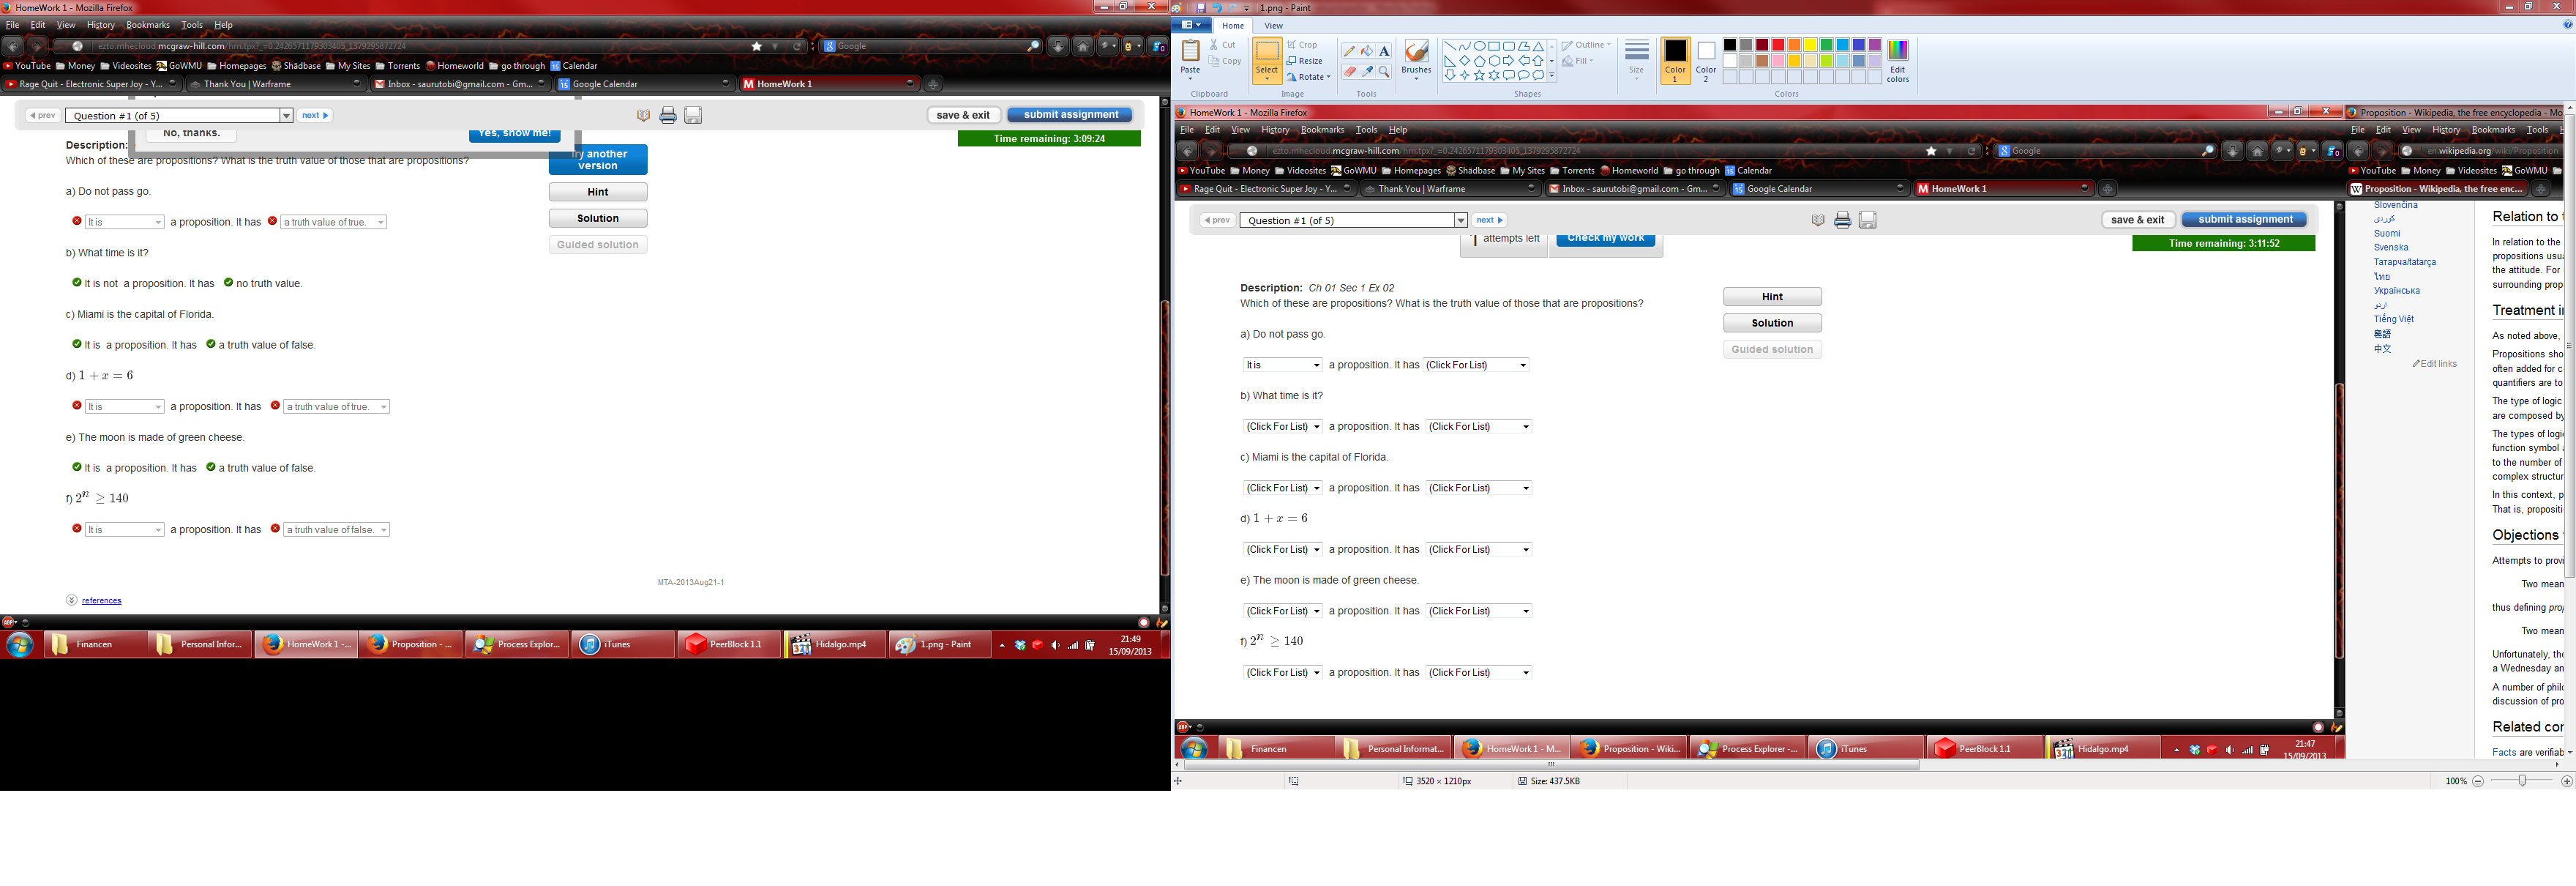 HomeWork 1 - Mozilla Firefox
File Edit View History Bookmarks Tools Help
ezto.mhecloud.mcgraw-hill.com/hm.tpx?_=0.2426571179303405_1379295872724
Google
YouTube Money Videosites GoWMU Homepages Shädbase My Sites Torrents Homeworld go through Calendar
Rage Quit - Electronic Super Joy - Y... Thank You | Warframe Inbox - saurutobi@gmail.com - Gm... Google Calendar HomeWork 1
prev Question #1 (of 5) next save & exit submit assignment
No, thanks. Yes, show me!
Time remaining: 3:09:24
Description:
Which of these are propositions? What is the truth value of those that are propositions?
Try another version
Hint
Solution
Guided solution
a) Do not pass go.
It is a proposition. It has a truth value of true.
b) What time is it?
It is not a proposition. It has no truth value.
c) Miami is the capital of Florida.
It is a proposition. It has a truth value of false.
d) 1 + x = 6
It is a proposition. It has a truth value of true.
e) The moon is made of green cheese.
It is a proposition. It has a truth value of false.
f) 2ⁿ ≥ 140
It is a proposition. It has a truth value of false.
MTA-2013Aug21-1
references
ABP
Financen Personal Infor... HomeWork 1 -... Proposition - ... Process Explor... iTunes PeerBlock 1.1 Hidalgo.mp4 1.png - Paint
21:49
15/09/2013
1.png - Paint
Home View
Paste Cut Copy Select Crop Resize Rotate Brushes Outline Fill Size Color 1 Color 2 Edit colors
Clipboard Image Tools Shapes Colors
HomeWork 1 - Mozilla Firefox
File Edit View History Bookmarks Tools Help
ezto.mhecloud.mcgraw-hill.com/hm.tpx?_=0.2426571179303405_1379295872724
Google
YouTube Money Videosites GoWMU Homepages Shädbase My Sites Torrents Homeworld go through Calendar
Rage Quit - Electronic Super Joy - Y... Thank You | Warframe Inbox - saurutobi@gmail.com - Gm... Google Calendar HomeWork 1
prev Question #1 (of 5) next save & exit submit assignment
1 attempts left Check my work
Time remaining: 3:11:52
Description: Ch 01 Sec 1 Ex 02
Which of these are propositions? What is the truth value of those that are propositions?
Hint
Solution
Guided solution
a) Do not pass go.
It is a proposition. It has (Click For List)
b) What time is it?
(Click For List) a proposition. It has (Click For List)
c) Miami is the capital of Florida.
(Click For List) a proposition. It has (Click For List)
d) 1 + x = 6
(Click For List) a proposition. It has (Click For List)
e) The moon is made of green cheese.
(Click For List) a proposition. It has (Click For List)
f) 2ⁿ ≥ 140
(Click For List) a proposition. It has (Click For List)
ABP
Financen Personal Informat... HomeWork 1 - M... Proposition - Wiki... Process Explorer -... iTunes PeerBlock 1.1 Hidalgo.mp4
21:47
15/09/2013
Proposition - Wikipedia, the free encyclopedia - Mo
File Edit View History Bookmarks Tools
en.wikipedia.org/wiki/Proposition
YouTube Money Videosites GoWMU
Proposition - Wikipedia, the free enc...
Slovenčina
کوردی
Suomi
Svenska
Татарча/tatarça
ไทย
Українська
اردو
Tiếng Việt
粵語
中文
Edit links
Relation to
In relation to the
propositions usu
the attitude. For
surrounding prop
Treatment i
As noted above,
Propositions sho
often added for c
quantifiers are to
The type of logic
are composed by
The types of logi
function symbol
to the number of
complex structur
In this context, p
That is, propositi
Objections
Attempts to provi
Two mean
thus defining prop
Two mean
Unfortunately, the
a Wednesday an
A number of philo
discussion of pro
Related con
Facts are verifiab
3520 × 1210px Size: 437.5KB 100%